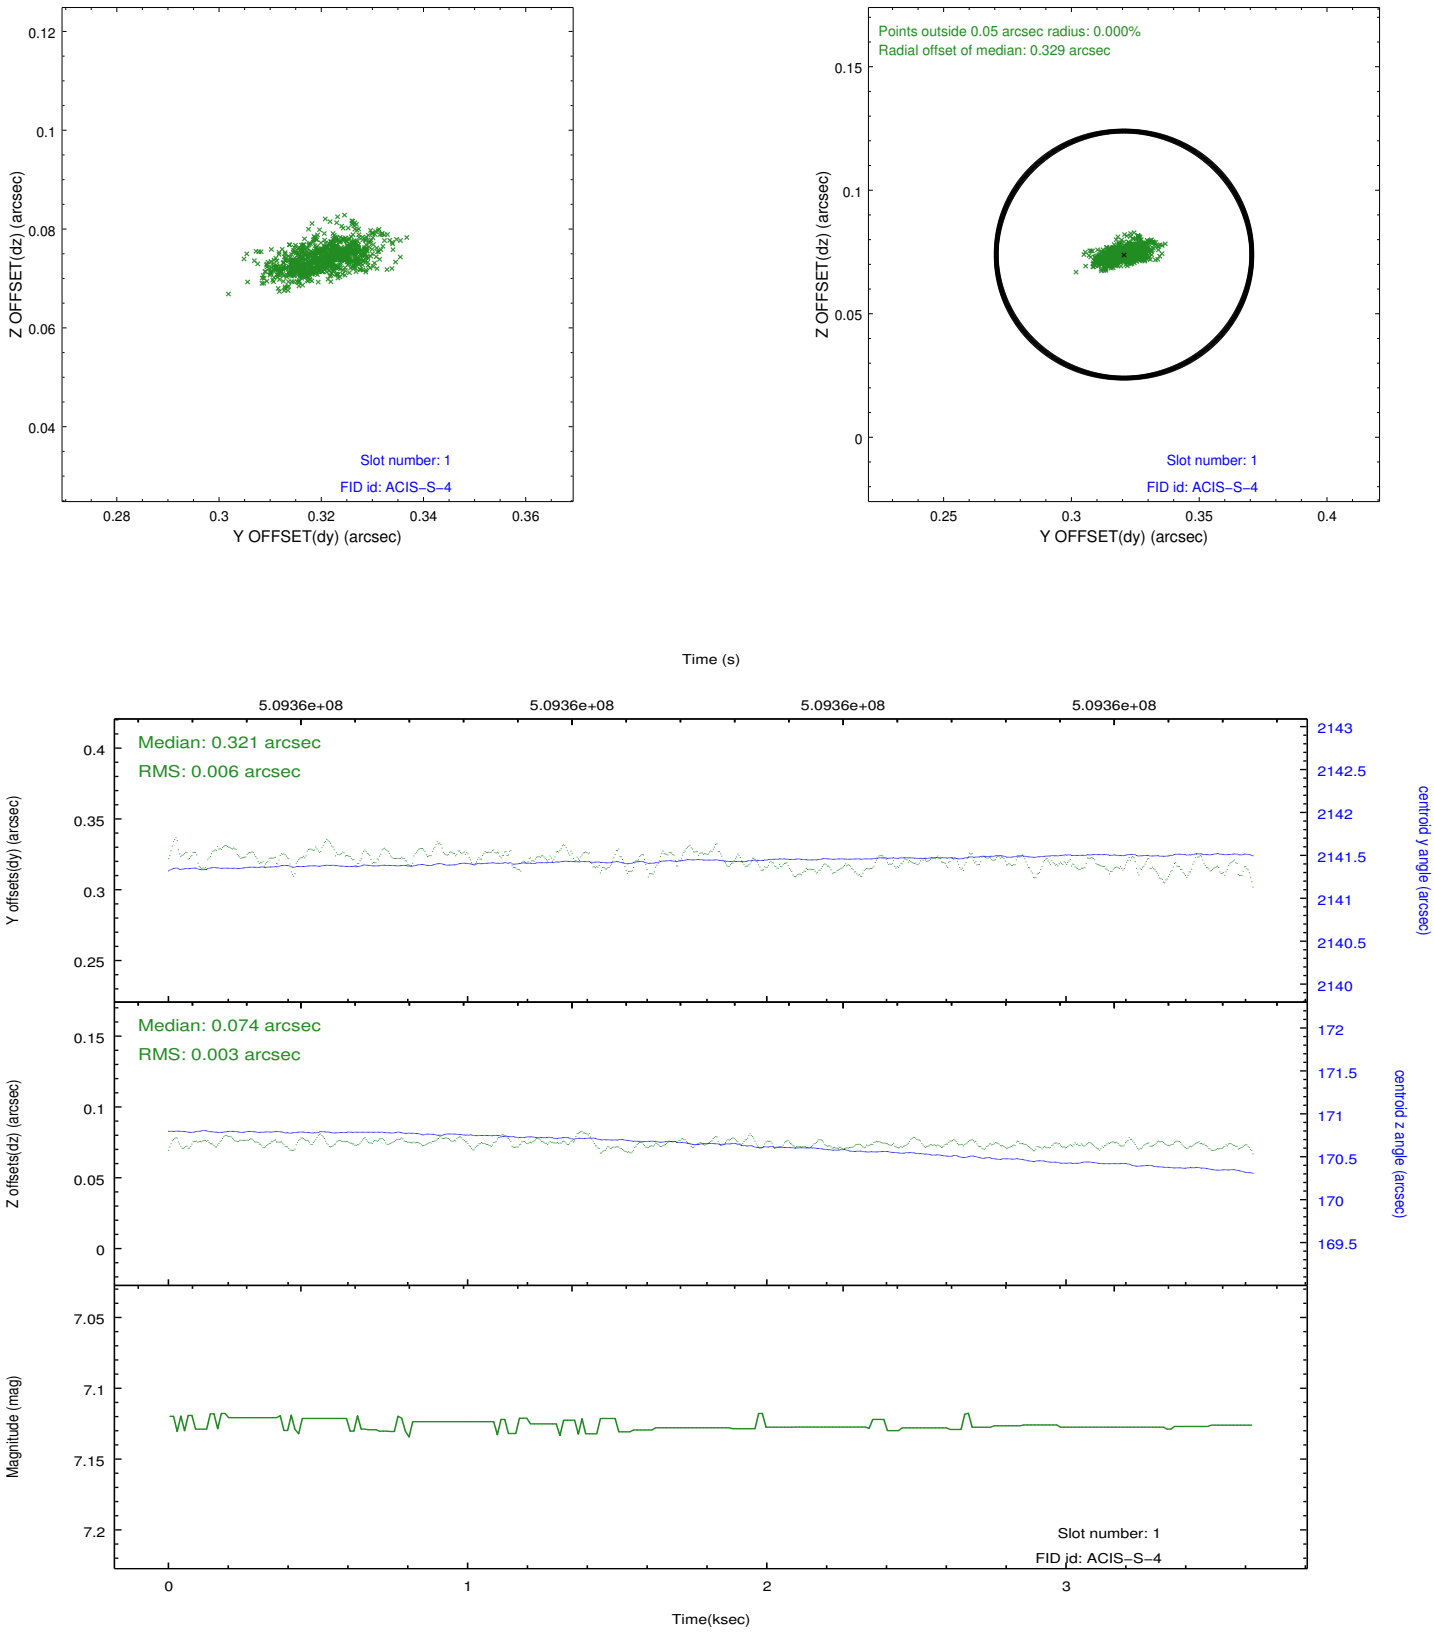 0.12
0.1
0.08
0.06
0.04
Z OFFSET(dz) (arcsec)
Slot number: 1
FID id: ACIS−S−4
0.28
0.3
0.32
0.34
0.36
Y OFFSET(dy) (arcsec)
Points outside 0.05 arcsec radius: 0.000%
Radial offset of median: 0.329 arcsec
0.15
0.1
0.05
0
Z OFFSET(dz) (arcsec)
Slot number: 1
FID id: ACIS−S−4
0.25
0.3
0.35
0.4
Y OFFSET(dy) (arcsec)
Time (s)
5.0936e+08
5.0936e+08
5.0936e+08
5.0936e+08
Median: 0.321 arcsec
RMS: 0.006 arcsec
0.4
0.35
0.3
0.25
Y offsets(dy) (arcsec)
2143
2142.5
2142
2141.5
2141
2140.5
2140
centroid y angle (arcsec)
Median: 0.074 arcsec
RMS: 0.003 arcsec
0.15
0.1
0.05
0
Z offsets(dz) (arcsec)
172
171.5
171
170.5
170
169.5
centroid z angle (arcsec)
7.05
7.1
7.15
7.2
Magnitude (mag)
Slot number: 1
FID id: ACIS−S−4
0
1
2
3
Time(ksec)